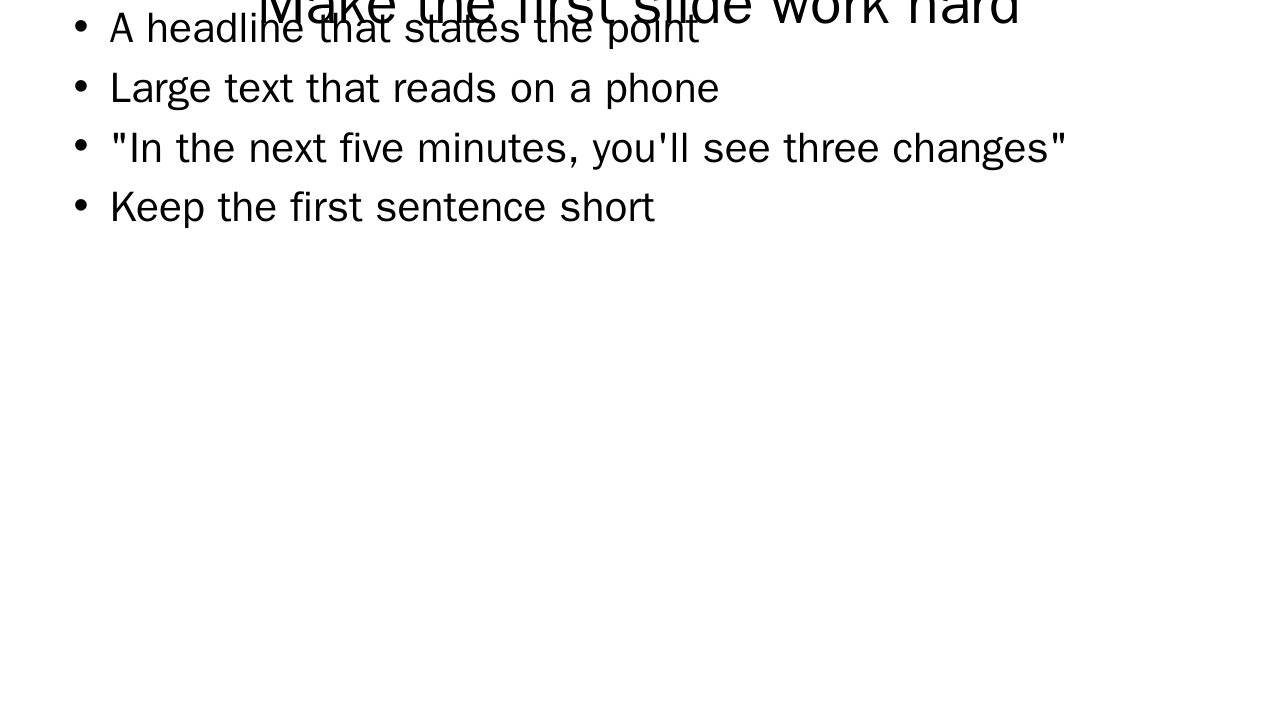 Make the first slide work hard
• A headline that states the point
• Large text that reads on a phone
• "In the next five minutes, you'll see three changes"
• Keep the first sentence short